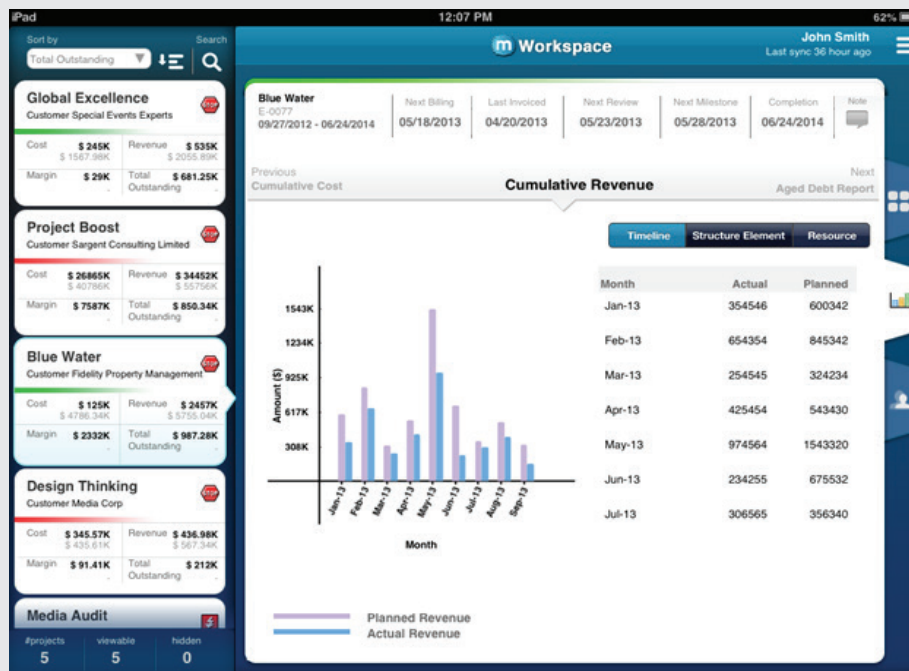 iPad 12:07 PM 62%
Sort by Search
Total Outstanding
Global Excellence
Customer Special Events Experts
Cost $ 245K Revenue $ 535K
$ 1567.98K $ 2055.89K
Margin $ 29K Total Outstanding $ 681.25K
Project Boost
Customer Sargent Consulting Limited
Cost $ 26865K Revenue $ 34452K
$ 40786K $ 55756K
Margin $ 7587K Total Outstanding $ 850.34K
Blue Water
Customer Fidelity Property Management
Cost $ 125K Revenue $ 2457K
$ 4786.34K $ 5755.04K
Margin $ 2332K Total Outstanding $ 987.28K
Design Thinking
Customer Media Corp
Cost $ 345.57K Revenue $ 436.98K
$ 435.61K $ 567.34K
Margin $ 91.41K Total Outstanding $ 212K
Media Audit
#projects viewable hidden
5 5 0
m Workspace
John Smith
Last sync 36 hour ago
Blue Water
E-0077
09/27/2012 - 06/24/2014
Next Billing
05/18/2013
Last Invoiced
04/20/2013
Next Review
05/23/2013
Next Milestone
05/28/2013
Completion
06/24/2014
Note
Previous
Cumulative Cost
Cumulative Revenue
Next
Aged Debt Report
Timeline Structure Element Resource
Amount ($)
1543K
1234K
925K
617K
308K
Jan-13 Feb-13 Mar-13 Apr-13 May-13 Jun-13 Jul-13 Aug-13 Sep-13
Month
Planned Revenue
Actual Revenue
Month Actual Planned
Jan-13 354546 600342
Feb-13 654354 845342
Mar-13 254545 324234
Apr-13 425454 543430
May-13 974564 1543320
Jun-13 234255 675532
Jul-13 306565 356340